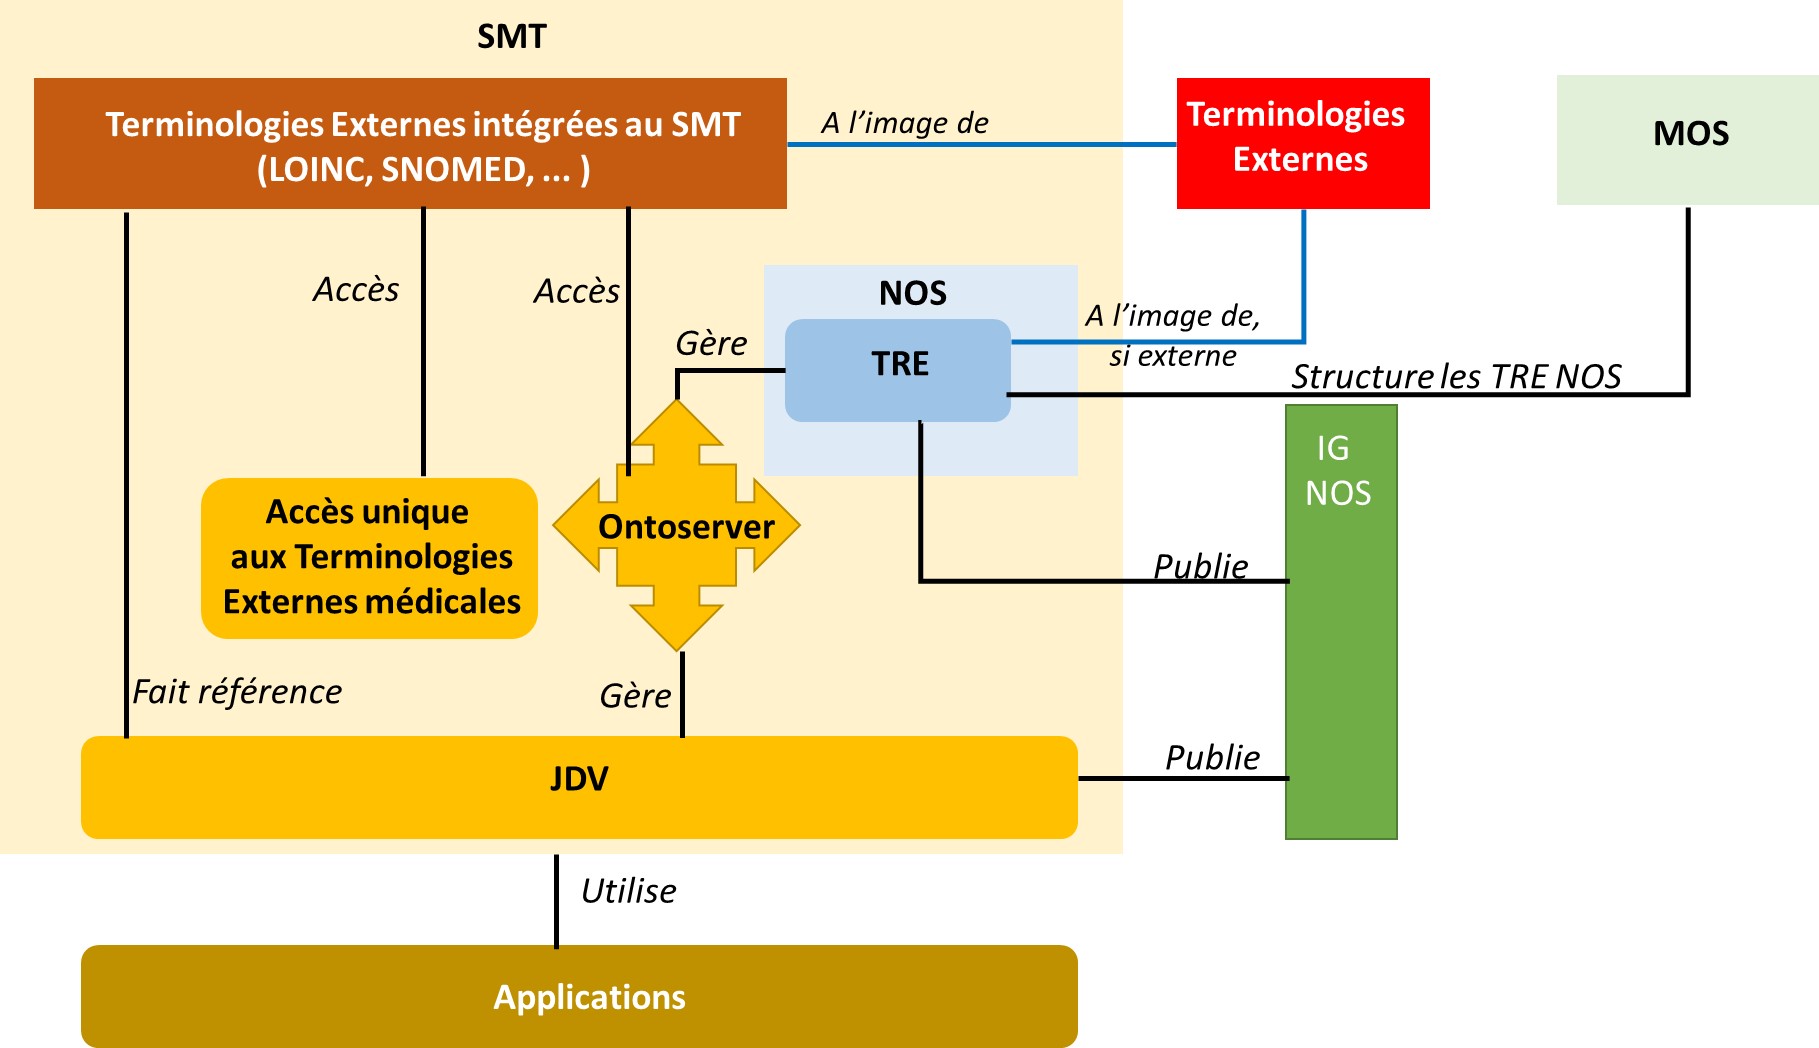 SMT
Terminologies Externes intégrées au SMT
(LOINC, SNOMED, ... )
A l’image de
Terminologies
Externes
MOS
Accès
Accès
NOS
TRE
Gère
A l’image de,
si externe
Structure les TRE NOS
IG
NOS
Accès unique
aux Terminologies
Externes médicales
Ontoserver
Publie
Fait référence
Gère
JDV
Publie
Utilise
Applications